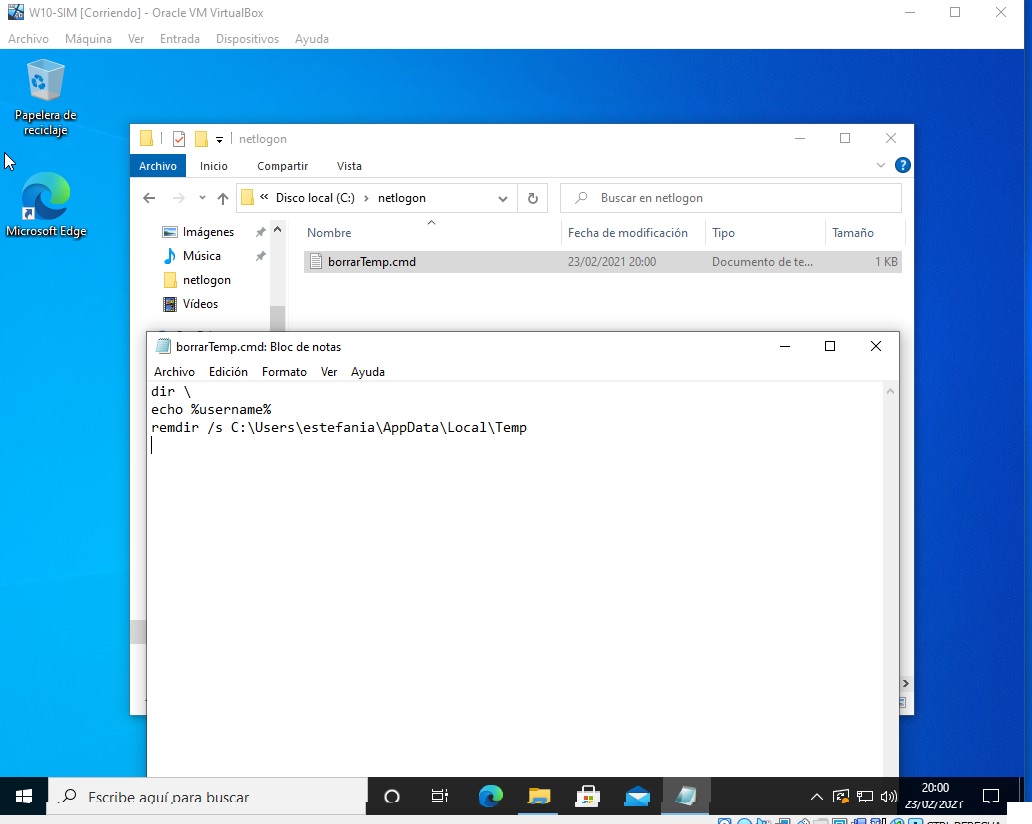 W10-SIM [Corriendo] - Oracle VM VirtualBox
Archivo Máquina Ver Entrada Dispositivos Ayuda
Papelera de
reciclaje
Microsoft Edge
netlogon
Archivo Inicio Compartir Vista
« Disco local (C:) › netlogon
Buscar en netlogon
Imágenes
Música
netlogon
Vídeos
Nombre Fecha de modificación Tipo Tamaño
borrarTemp.cmd 23/02/2021 20:00 Documento de te... 1 KB
borrarTemp.cmd: Bloc de notas
Archivo Edición Formato Ver Ayuda
dir \
echo %username%
remdir /s C:\Users\estefania\AppData\Local\Temp
Escribe aquí para buscar
20:00
23/02/2021
CTRL DERECHA